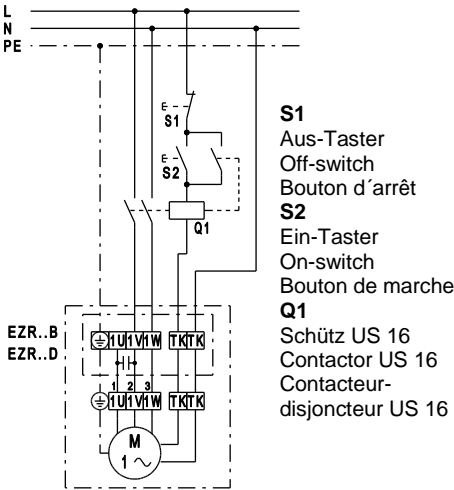 L
N
PE
S1
S2
Q1
S1
Aus-Taster
Off-switch
Bouton d´arrêt
S2
Ein-Taster
On-switch
Bouton de marche
Q1
Schütz US 16
Contactor US 16
Contacteur-
disjoncteur US 16
EZR..B
EZR..D
1U 1V 1W TK TK
1 2 3
1U 1V 1W TK TK
M
1 ~